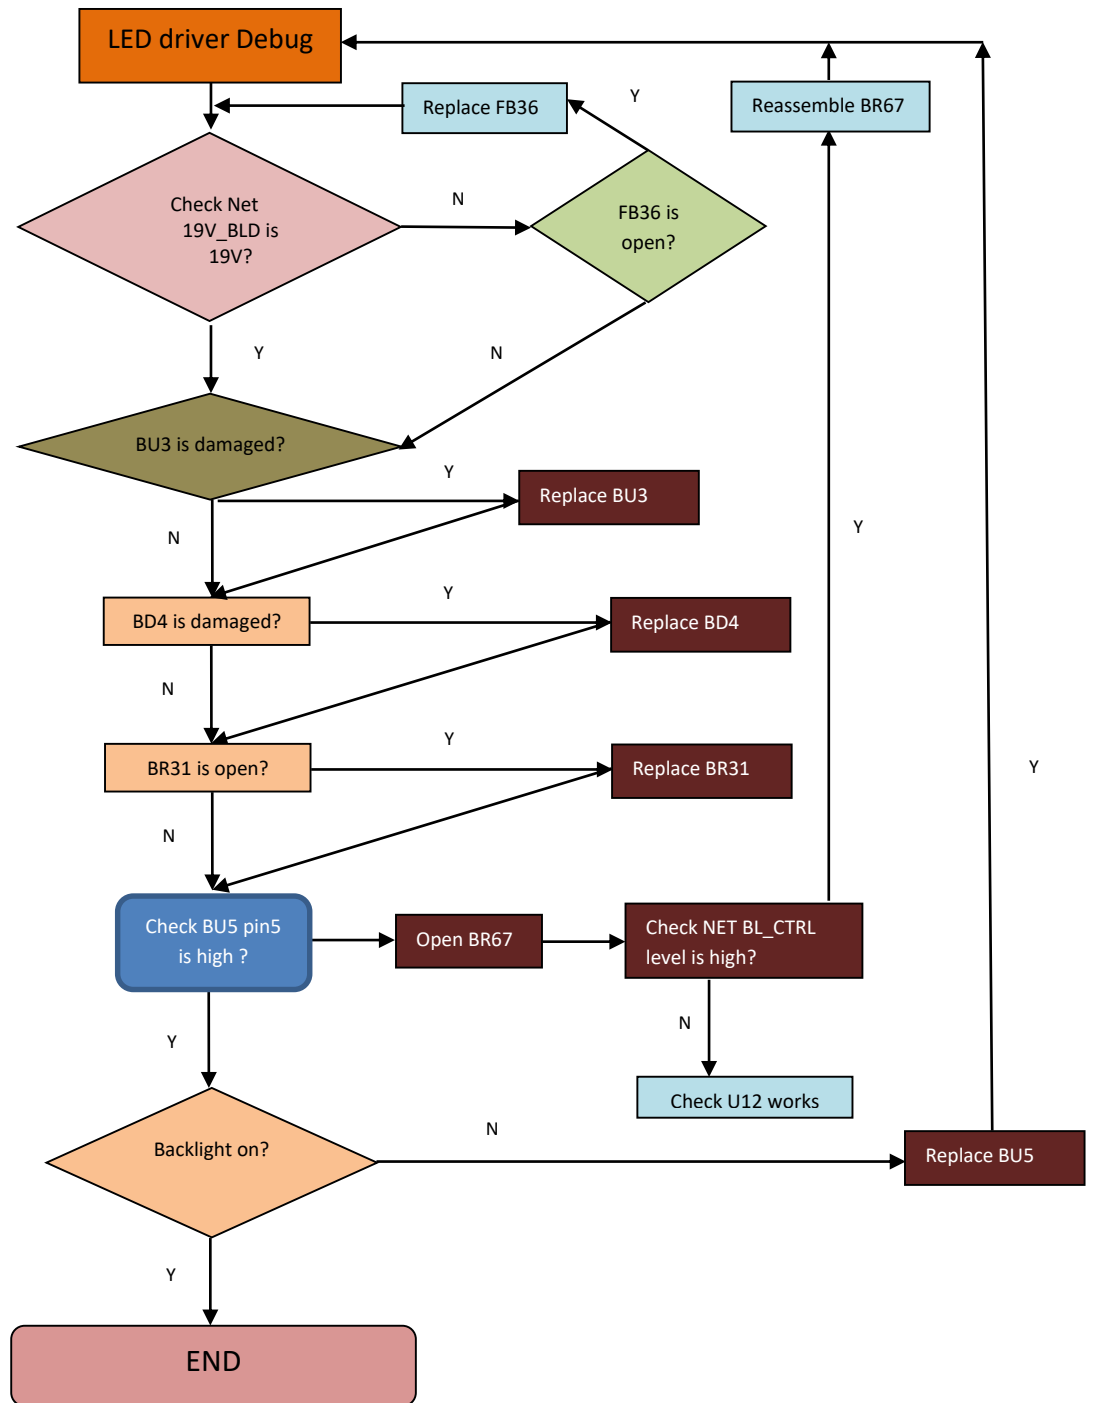 LED driver Debug
Replace FB36
Y
Reassemble BR67
Check Net
19V_BLD is
19V?
N
FB36 is
open?
Y
N
BU3 is damaged?
Y
Replace BU3
N
Y
BD4 is damaged?
Y
Replace BD4
N
BR31 is open?
Y
Replace BR31
Y
N
Check BU5 pin5
is high ?
Open BR67
Check NET BL_CTRL
level is high?
Y
N
Check U12 works
Backlight on?
N
Replace BU5
Y
END